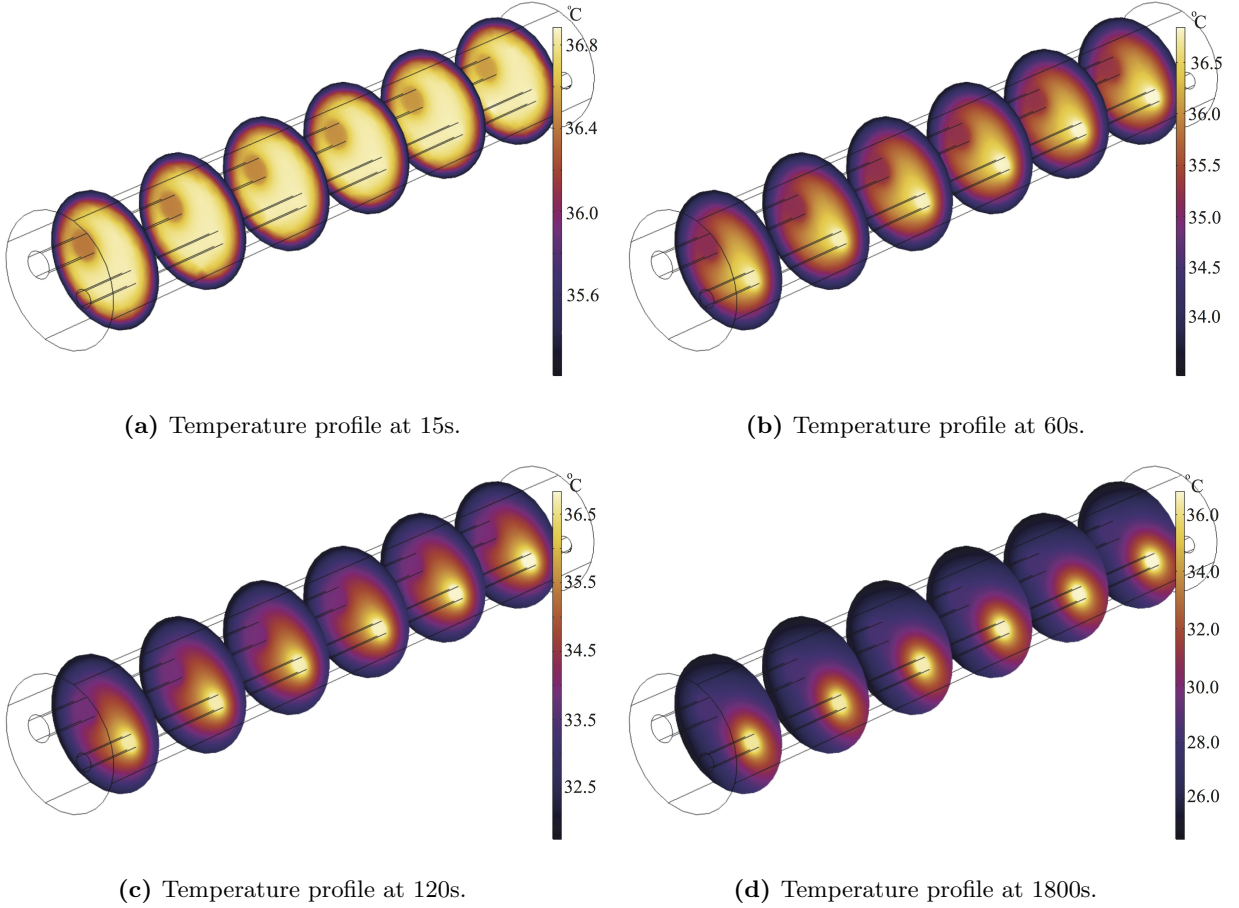 °C
36.8
36.4
36.0
35.6
(a) Temperature profile at 15s.
°C
36.5
36.0
35.5
35.0
34.5
34.0
(b) Temperature profile at 60s.
°C
36.5
35.5
34.5
33.5
32.5
(c) Temperature profile at 120s.
°C
36.0
34.0
32.0
30.0
28.0
26.0
(d) Temperature profile at 1800s.